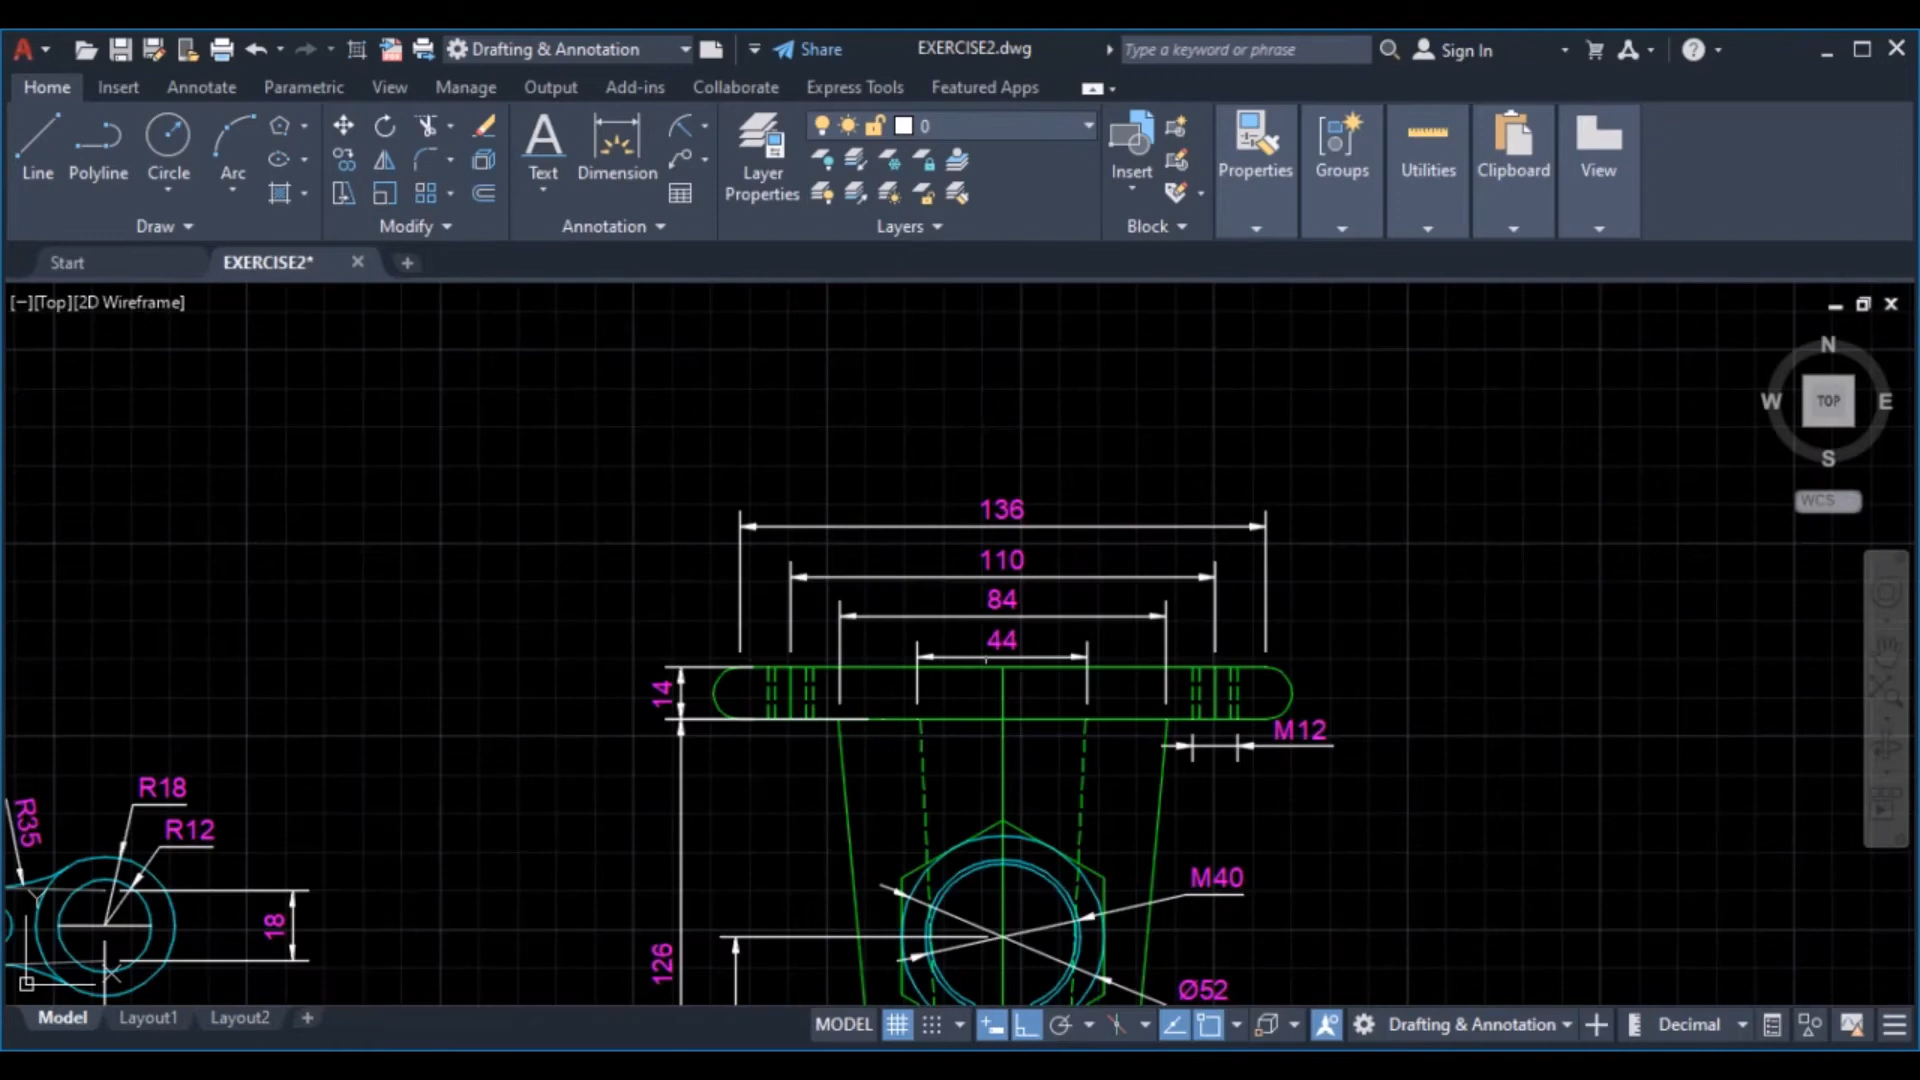 Drafting & Annotation Share EXERCISE2.dwg Type a keyword or phrase Sign In
Home Insert Annotate Parametric View Manage Output Add-ins Collaborate Express Tools Featured Apps
0
Line Polyline Circle Arc Text Dimension Layer Properties Insert Properties Groups Utilities Clipboard View
Draw Modify Annotation Layers Block
Start EXERCISE2*
[−][Top][2D Wireframe]
N
W TOP E
S
WCS
136
110
84
44
14
M12
R18
R12
R35
M40
18
126
Ø52
Y
X
Model Layout1 Layout2 MODEL Drafting & Annotation Decimal